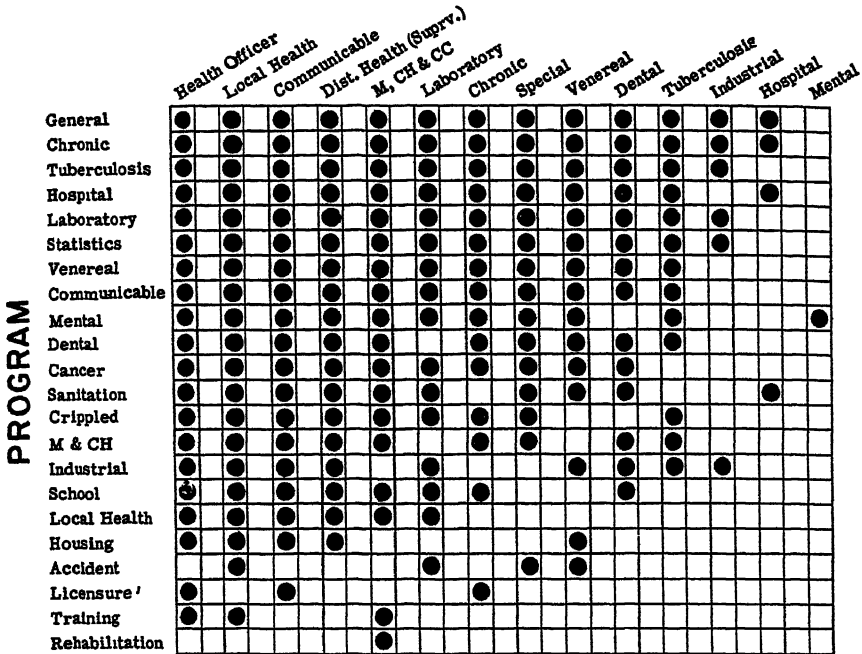 Health Officer
Local Health
Communicable
Dist. Health (Suprv.)
M, CH & CC
Laboratory
Chronic
Special
Venereal
Dental
Tuberculosis
Industrial
Hospital
Mental
PROGRAM
General
Chronic
Tuberculosis
Hospital
Laboratory
Statistics
Venereal
Communicable
Mental
Dental
Cancer
Sanitation
Crippled
M & CH
Industrial
School
Local Health
Housing
Accident
Licensure ¹
Training
Rehabilitation